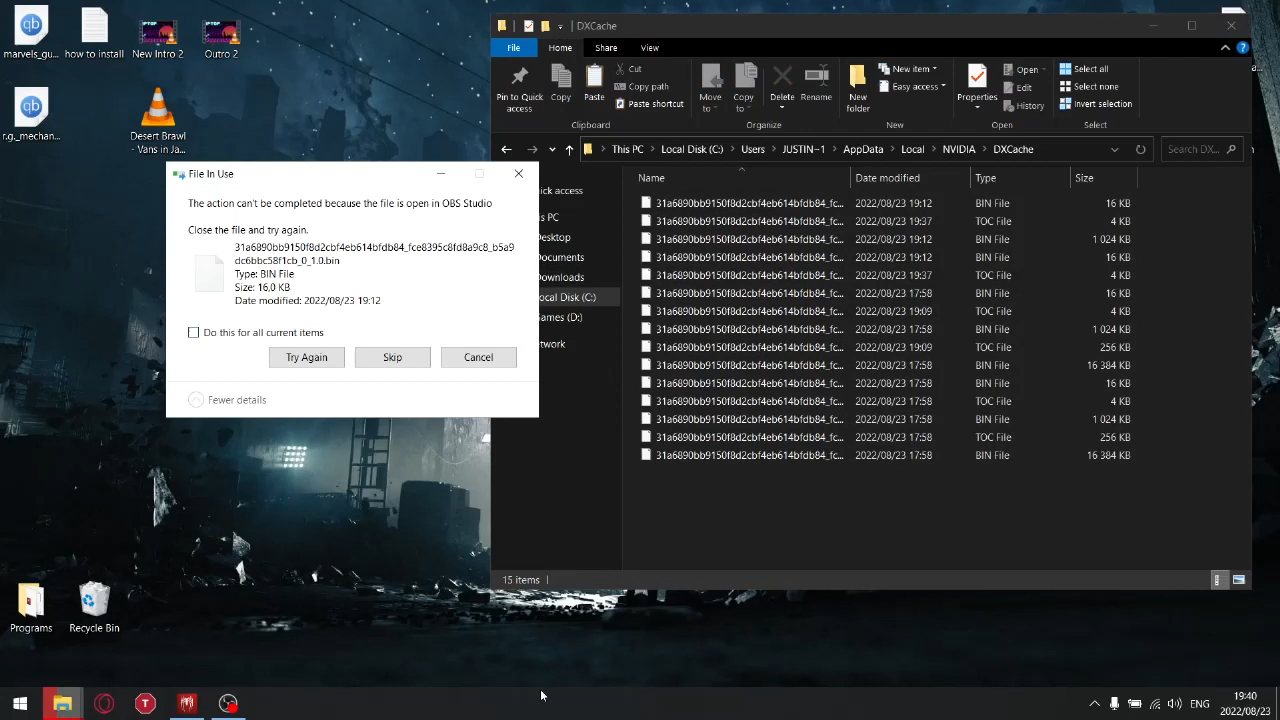 marvels_gu...
how to install
New Intro 2
Outro 2
r.g._mechan...
Desert Brawl
- Vans in Ja...
Programs
Recycle Bin
DXCache
File
Home
Share
View
Pin to Quick
access
Copy
Paste
Cut
Copy path
Paste shortcut
Clipboard
Move
to
Copy
to
Delete
Rename
Organize
New
folder
New item
Easy access
New
Properties
Open
Edit
History
Open
Select all
Select none
Invert selection
Select
This PC > Local Disk (C:) > Users > JUSTIN~1 > AppData > Local > NVIDIA > DXCache
Search DX...
Name Date modified Type Size
31a6890bb9150f8d2cbf4eb614bfdb84_fc... 2022/08/23 19:12 BIN File 16 KB
31a6890bb9150f8d2cbf4eb614bfdb84_fc... 2022/08/23 19:37 TOC File 4 KB
31a6890bb9150f8d2cbf4eb614bfdb84_fc... 2022/08/23 19:12 BIN File 1 024 KB
31a6890bb9150f8d2cbf4eb614bfdb84_fc... 2022/08/23 19:12 BIN File 16 KB
31a6890bb9150f8d2cbf4eb614bfdb84_fc... 2022/08/23 19:37 TOC File 4 KB
31a6890bb9150f8d2cbf4eb614bfdb84_fc... 2022/08/23 17:58 BIN File 16 KB
31a6890bb9150f8d2cbf4eb614bfdb84_fc... 2022/08/23 19:09 TOC File 4 KB
31a6890bb9150f8d2cbf4eb614bfdb84_fc... 2022/08/23 17:58 BIN File 1 024 KB
31a6890bb9150f8d2cbf4eb614bfdb84_fc... 2022/08/23 19:09 TOC File 256 KB
31a6890bb9150f8d2cbf4eb614bfdb84_fc... 2022/08/23 17:58 BIN File 16 384 KB
31a6890bb9150f8d2cbf4eb614bfdb84_fc... 2022/08/23 17:58 BIN File 16 KB
31a6890bb9150f8d2cbf4eb614bfdb84_fc... 2022/08/23 17:58 TOC File 4 KB
31a6890bb9150f8d2cbf4eb614bfdb84_fc... 2022/08/23 17:58 BIN File 1 024 KB
31a6890bb9150f8d2cbf4eb614bfdb84_fc... 2022/08/23 17:58 TOC File 256 KB
31a6890bb9150f8d2cbf4eb614bfdb84_fc... 2022/08/23 17:58 BIN File 16 384 KB
ick access
is PC
esktop
ocuments
ownloads
ocal Disk (C:)
ames (D:)
twork
15 items
File In Use
The action can't be completed because the file is open in OBS Studio
Close the file and try again.
31a6890bb9150f8d2cbf4eb614bfdb84_fce8395c8fd8a9c8_b5a9
dc6bbc58f1cb_0_1.0.bin
Type: BIN File
Size: 16,0 KB
Date modified: 2022/08/23 19:12
Do this for all current items
Try Again
Skip
Cancel
Fewer details
ENG
19:40
2022/08/23